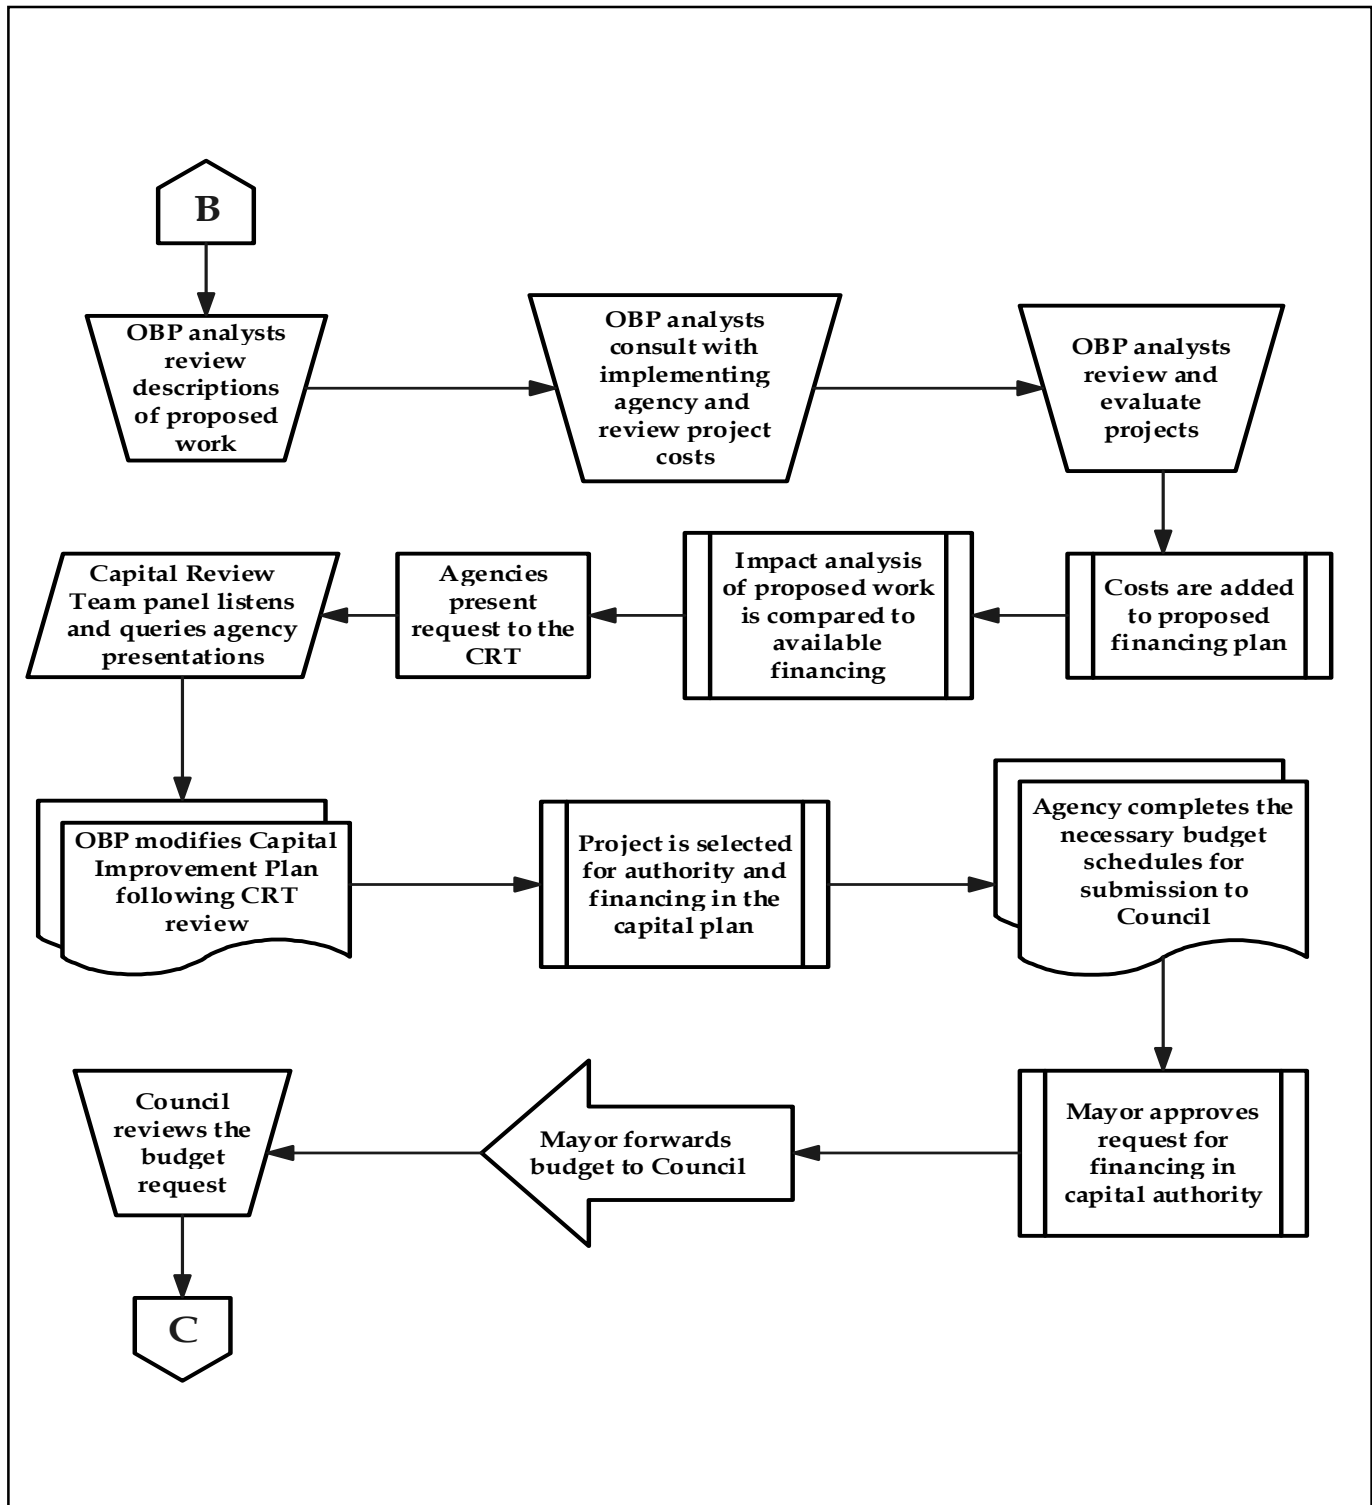 B
OBP analysts
review
descriptions
of proposed
work
OBP analysts
consult with
implementing
agency and
review project
costs
OBP analysts
review and
evaluate
projects
Costs are added
to proposed
financing plan
Impact analysis
of proposed work
is compared to
available
financing
Agencies
present
request to the
CRT
Capital Review
Team panel listens
and queries agency
presentations
OBP modifies Capital
Improvement Plan
following CRT
review
Project is selected
for authority and
financing in the
capital plan
Agency completes the
necessary budget
schedules for
submission to
Council
Mayor approves
request for
financing in
capital authority
Mayor forwards
budget to Council
Council
reviews the
budget
request
C